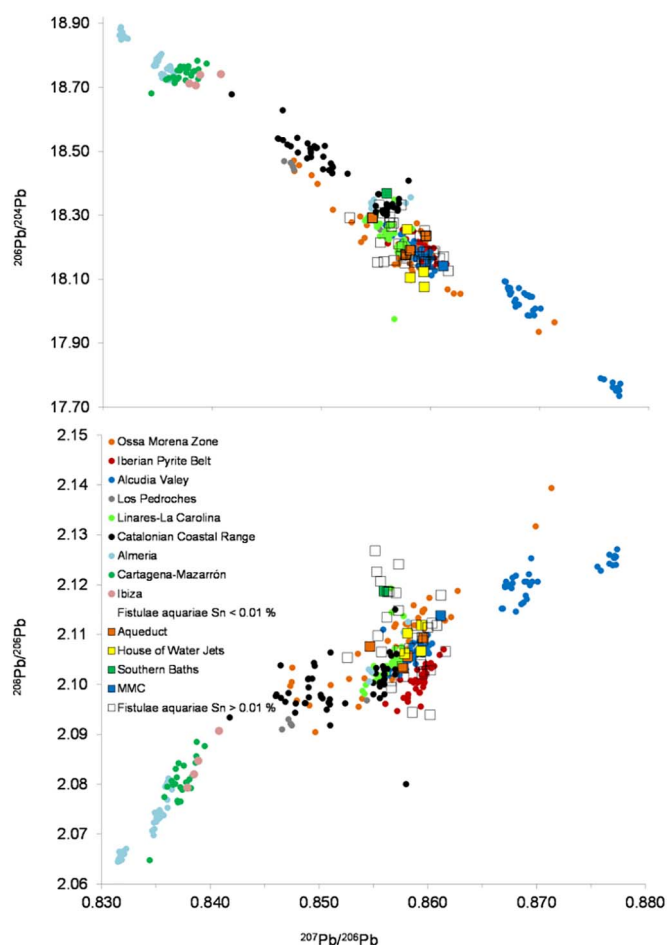 18.90
18.70
18.50
18.30
18.10
17.90
17.70
²⁰⁶Pb/²⁰⁴Pb
2.15
2.14
2.13
2.12
2.11
2.10
2.09
2.08
2.07
2.06
²⁰⁸Pb/²⁰⁶Pb
Ossa Morena Zone
Iberian Pyrite Belt
Alcudia Valey
Los Pedroches
Linares-La Carolina
Catalonian Coastal Range
Almeria
Cartagena-Mazarrón
Ibiza
Fistulae aquariae Sn < 0.01 %
Aqueduct
House of Water Jets
Southern Baths
MMC
Fistulae aquariae Sn > 0.01 %
0.830 0.840 0.850 0.860 0.870 0.880
²⁰⁷Pb/²⁰⁶Pb